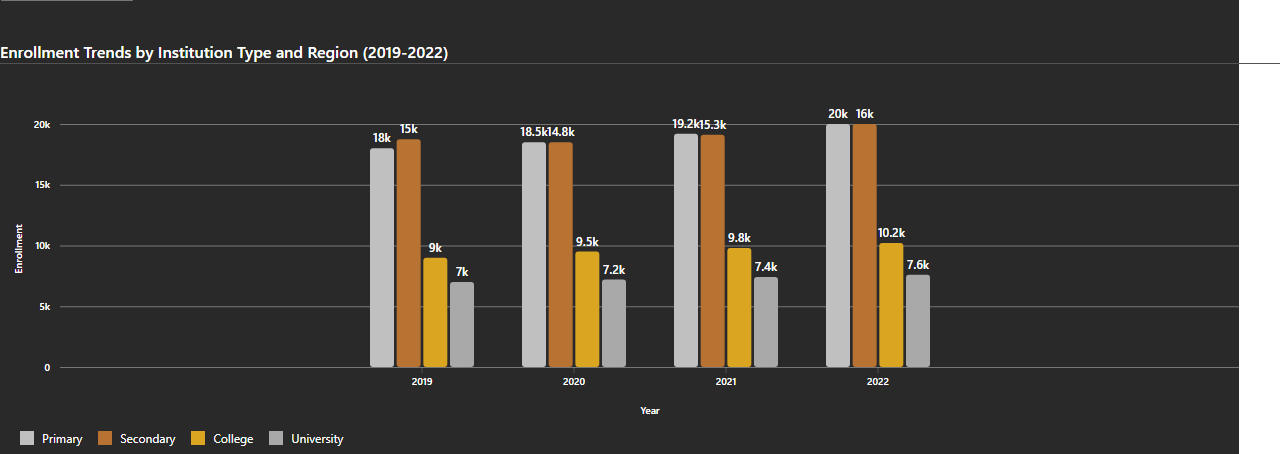 Enrollment Trends by Institution Type and Region (2019-2022)
20k
15k
10k
5k
0
Enrollment
18k
15k
9k
7k
18.5k
14.8k
9.5k
7.2k
19.2k
15.3k
9.8k
7.4k
20k
16k
10.2k
7.6k
2019 2020 2021 2022
Year
Primary Secondary College University